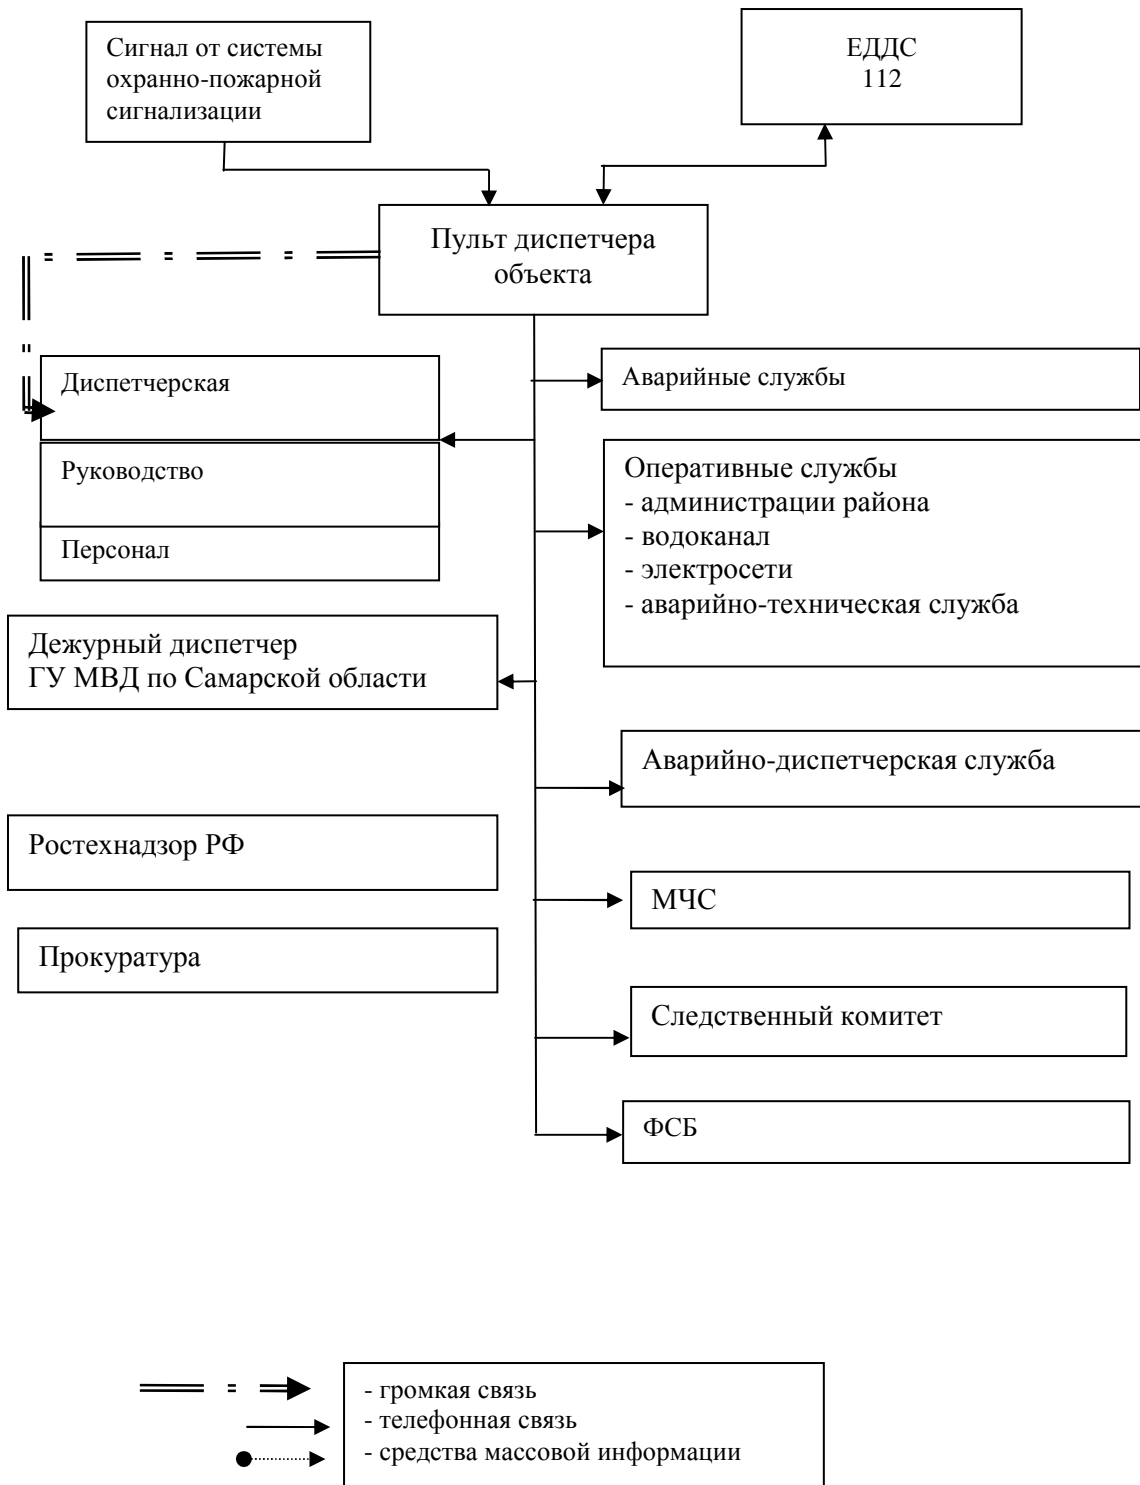 Сигнал от системы
охранно-пожарной
сигнализации
ЕДДС
112
Пульт диспетчера
объекта
Диспетчерская
Руководство
Персонал
Аварийные службы
Оперативные службы
- администрации района
- водоканал
- электросети
- аварийно-техническая служба
Дежурный диспетчер
ГУ МВД по Самарской области
Аварийно-диспетчерская служба
Ростехнадзор РФ
МЧС
Прокуратура
Следственный комитет
ФСБ
- громкая связь
- телефонная связь
- средства массовой информации